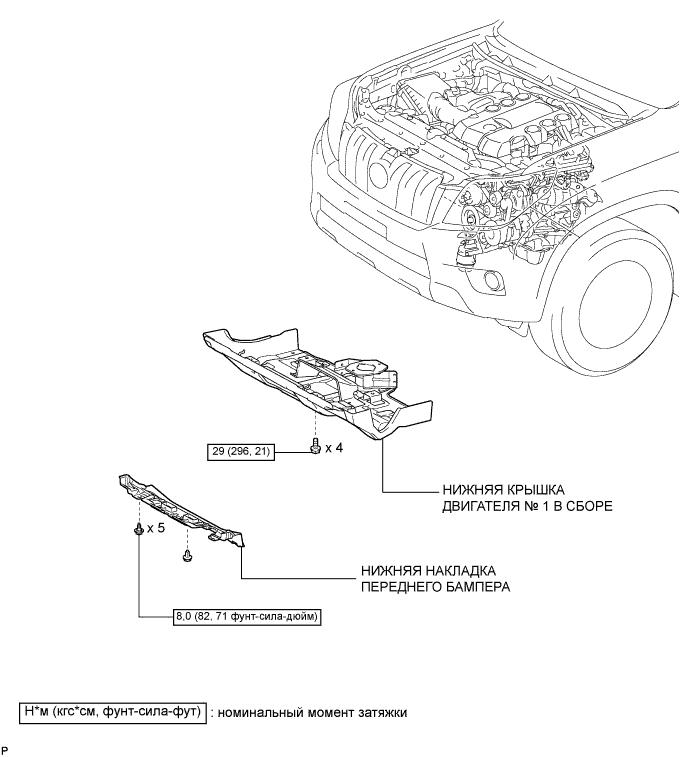 29 (296, 21)
x 4
НИЖНЯЯ КРЫШКА
ДВИГАТЕЛЯ № 1 В СБОРЕ
x 5
НИЖНЯЯ НАКЛАДКА
ПЕРЕДНЕГО БАМПЕРА
8,0 (82, 71 фунт-сила-дюйм)
Н*м (кгс*см, фунт-сила-фут) : номинальный момент затяжки
P